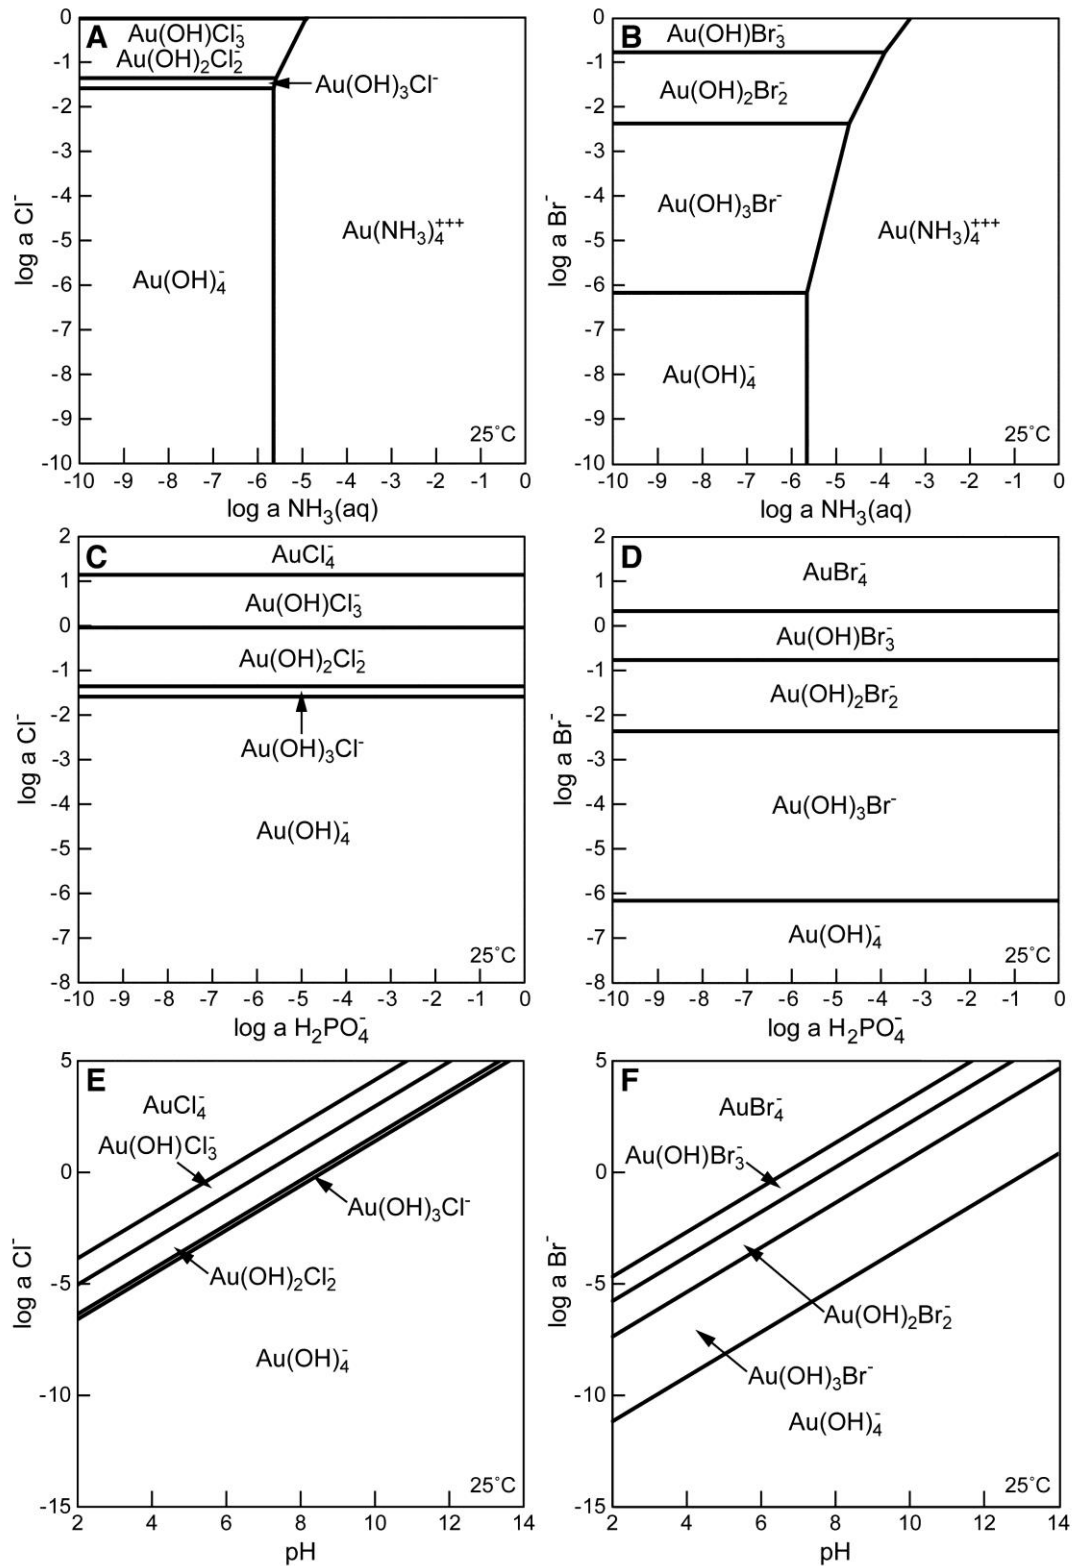 A
Au(OH)Cl₃⁻
Au(OH)₂Cl₂⁻
Au(OH)₃Cl⁻
Au(NH₃)₄⁺⁺⁺
Au(OH)₄⁻
25°C
0
-1
-2
-3
-4
-5
-6
-7
-8
-9
-10
log a Cl⁻
-10 -9 -8 -7 -6 -5 -4 -3 -2 -1 0
log a NH₃(aq)
B
Au(OH)Br₃⁻
Au(OH)₂Br₂⁻
Au(OH)₃Br⁻
Au(NH₃)₄⁺⁺⁺
Au(OH)₄⁻
25°C
0
-1
-2
-3
-4
-5
-6
-7
-8
-9
-10
log a Br⁻
-10 -9 -8 -7 -6 -5 -4 -3 -2 -1 0
log a NH₃(aq)
C
AuCl₄⁻
Au(OH)Cl₃⁻
Au(OH)₂Cl₂⁻
Au(OH)₃Cl⁻
Au(OH)₄⁻
25°C
2
1
0
-1
-2
-3
-4
-5
-6
-7
-8
log a Cl⁻
-10 -9 -8 -7 -6 -5 -4 -3 -2 -1 0
log a H₂PO₄⁻
D
AuBr₄⁻
Au(OH)Br₃⁻
Au(OH)₂Br₂⁻
Au(OH)₃Br⁻
Au(OH)₄⁻
25°C
2
1
0
-1
-2
-3
-4
-5
-6
-7
-8
log a Br⁻
-10 -9 -8 -7 -6 -5 -4 -3 -2 -1 0
log a H₂PO₄⁻
E
AuCl₄⁻
Au(OH)Cl₃⁻
Au(OH)₃Cl⁻
Au(OH)₂Cl₂⁻
Au(OH)₄⁻
25°C
5
0
-5
-10
-15
log a Cl⁻
2 4 6 8 10 12 14
pH
F
AuBr₄⁻
Au(OH)Br₃⁻
Au(OH)₂Br₂⁻
Au(OH)₃Br⁻
Au(OH)₄⁻
25°C
5
0
-5
-10
-15
log a Br⁻
2 4 6 8 10 12 14
pH